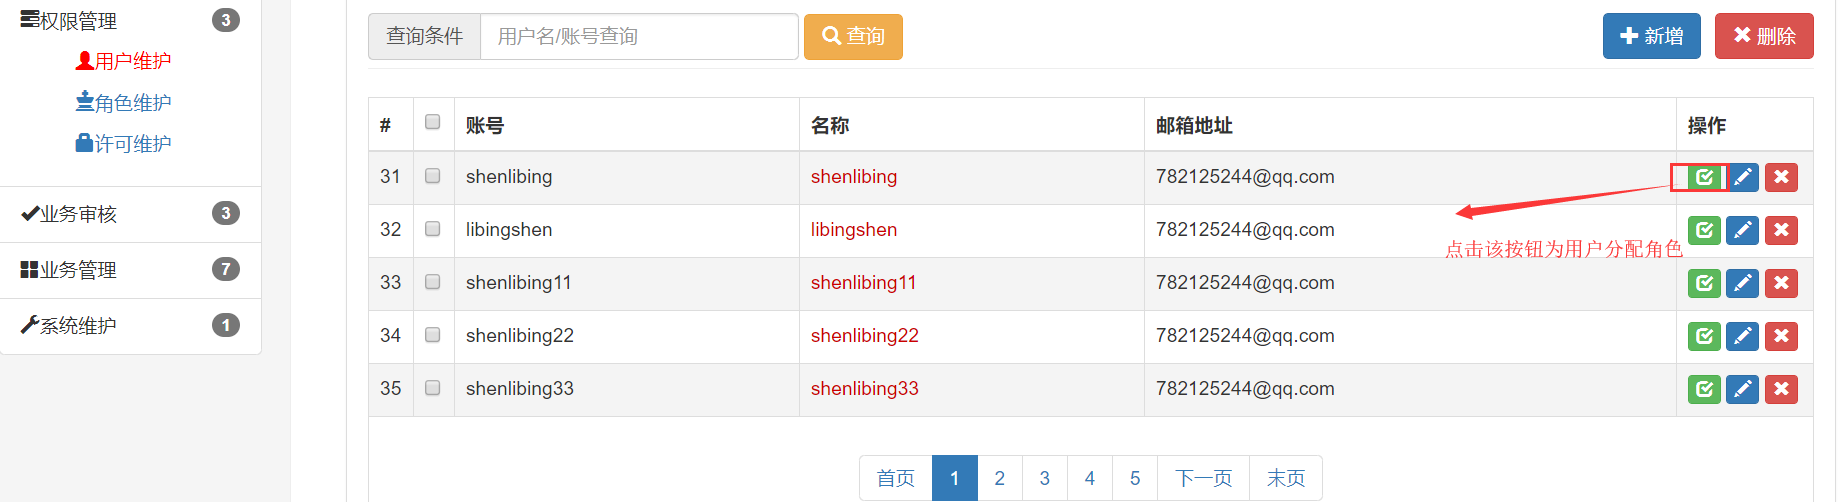 权限管理 3
用户维护
角色维护
许可维护
业务审核 3
业务管理 7
系统维护 1
查询条件 用户名/账号查询 查询 新增 删除
# 账号 名称 邮箱地址 操作
31 shenlibing shenlibing 782125244@qq.com
32 libingshen libingshen 782125244@qq.com
点击该按钮为用户分配角色
33 shenlibing11 shenlibing11 782125244@qq.com
34 shenlibing22 shenlibing22 782125244@qq.com
35 shenlibing33 shenlibing33 782125244@qq.com
首页 1 2 3 4 5 下一页 末页